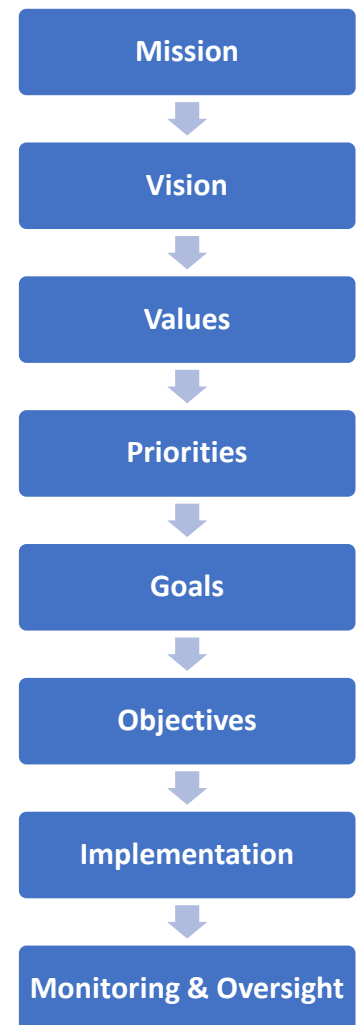 Mission
Vision
Values
Priorities
Goals
Objectives
Implementation
Monitoring & Oversight